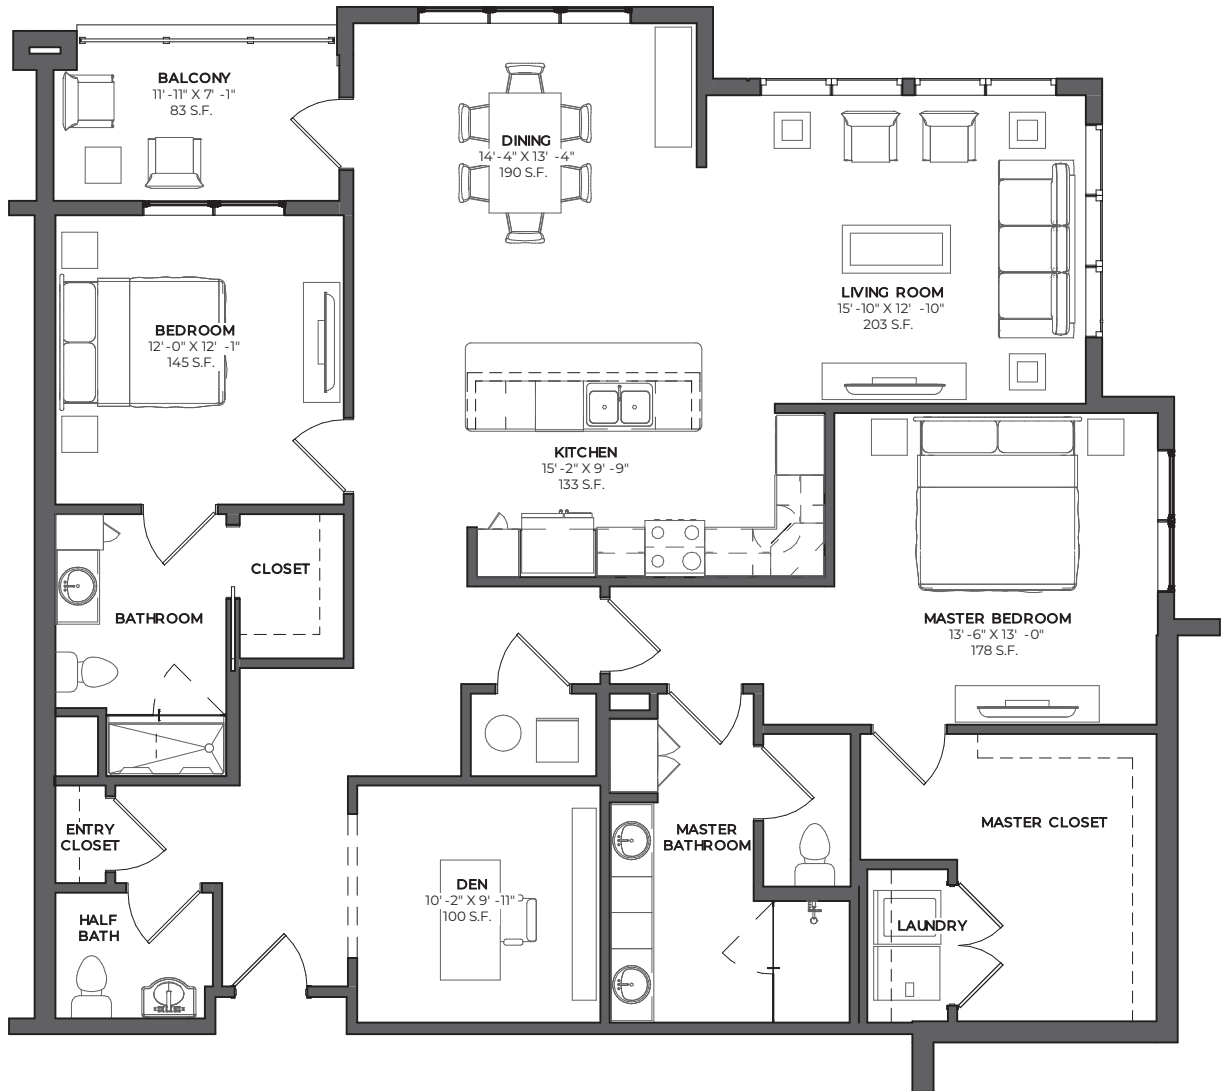 BALCONY
11'-11" X 7'-1"
83 S.F.
DINING
14'-4" X 13'-4"
190 S.F.
LIVING ROOM
15'-10" X 12'-10"
203 S.F.
BEDROOM
12'-0" X 12'-1"
145 S.F.
KITCHEN
15'-2" X 9'-9"
133 S.F.
CLOSET
BATHROOM
MASTER BEDROOM
13'-6" X 13'-0"
178 S.F.
ENTRY
CLOSET
MASTER
BATHROOM
MASTER CLOSET
DEN
10'-2" X 9'-11"
100 S.F.
HALF
BATH
LAUNDRY